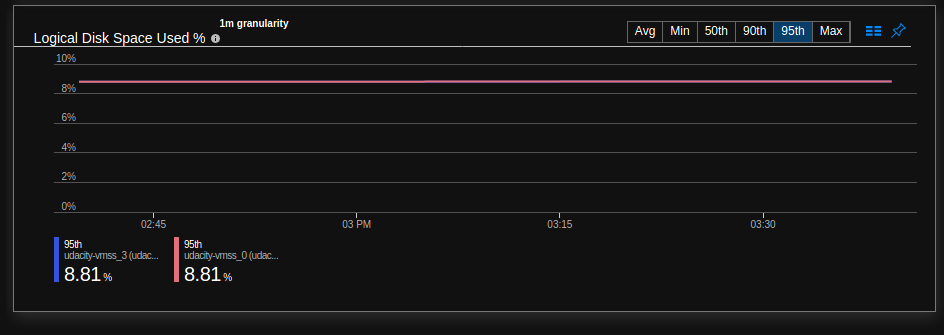 1m granularity
Logical Disk Space Used %
Avg Min 50th 90th 95th Max
10%
8%
6%
4%
2%
0%
02:45 03 PM 03:15 03:30
95th 95th
udacity-vmss_3 (udac... udacity-vmss_0 (udac...
8.81 % 8.81 %